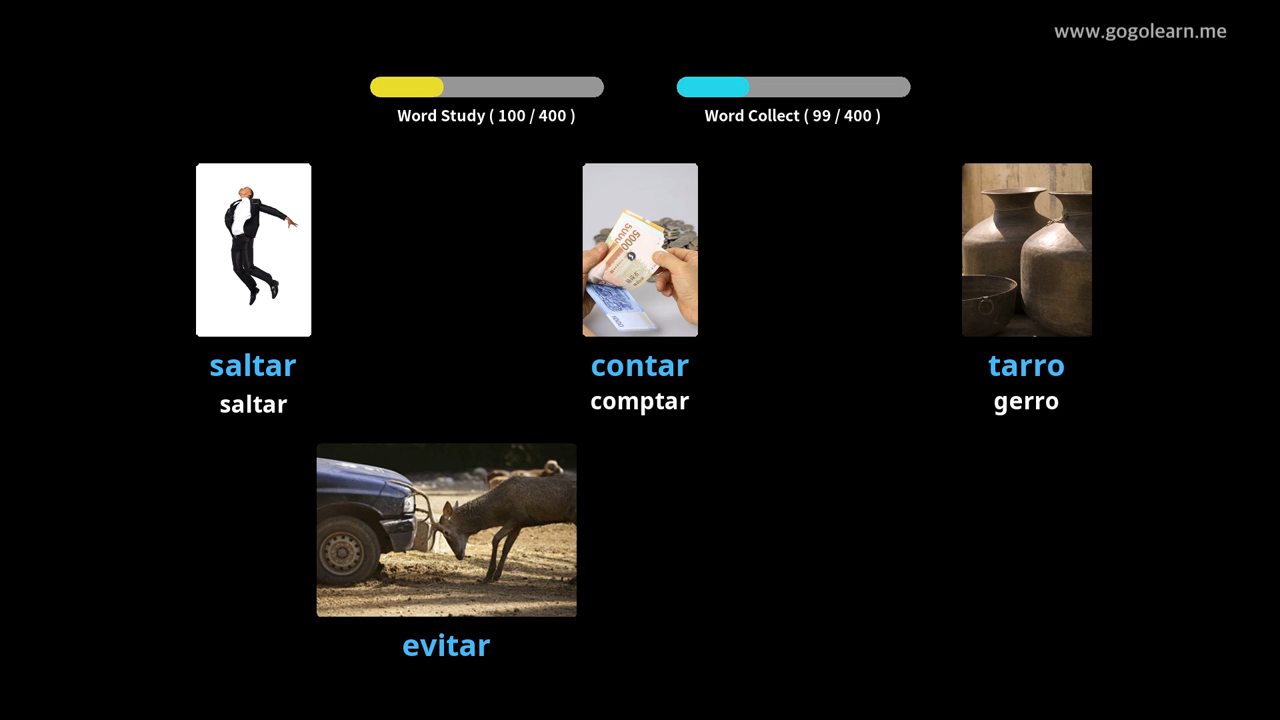 www.gogolearn.me
Word Study ( 100 / 400 )
Word Collect ( 99 / 400 )
saltar
saltar
contar
comptar
tarro
gerro
evitar